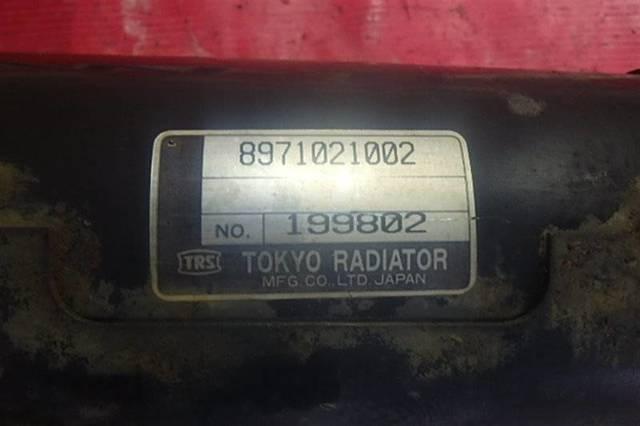 8971021002
NO. 199802
TRS TOKYO RADIATOR
MFG.CO.,LTD.JAPAN